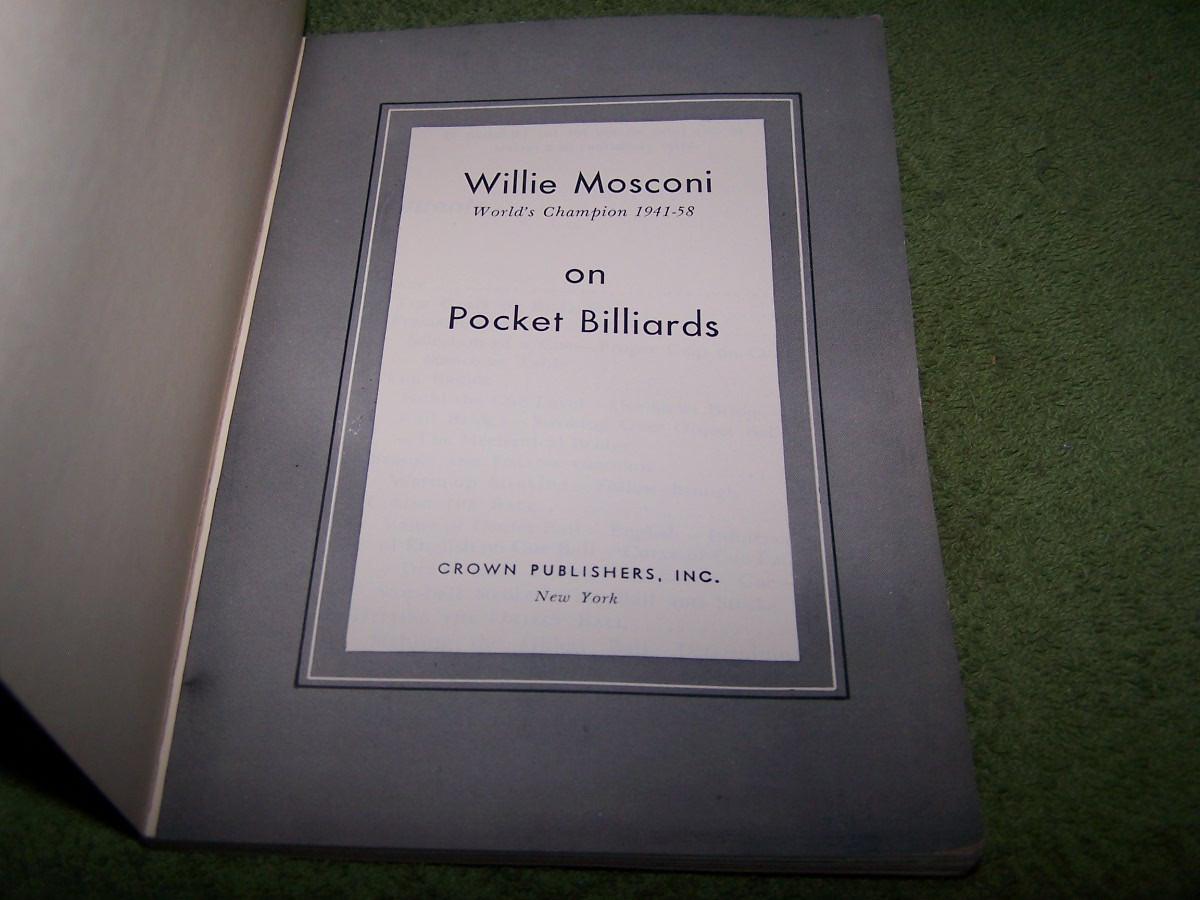 Willie Mosconi
World's Champion 1941-58
on
Pocket Billiards
CROWN PUBLISHERS, INC.
New York